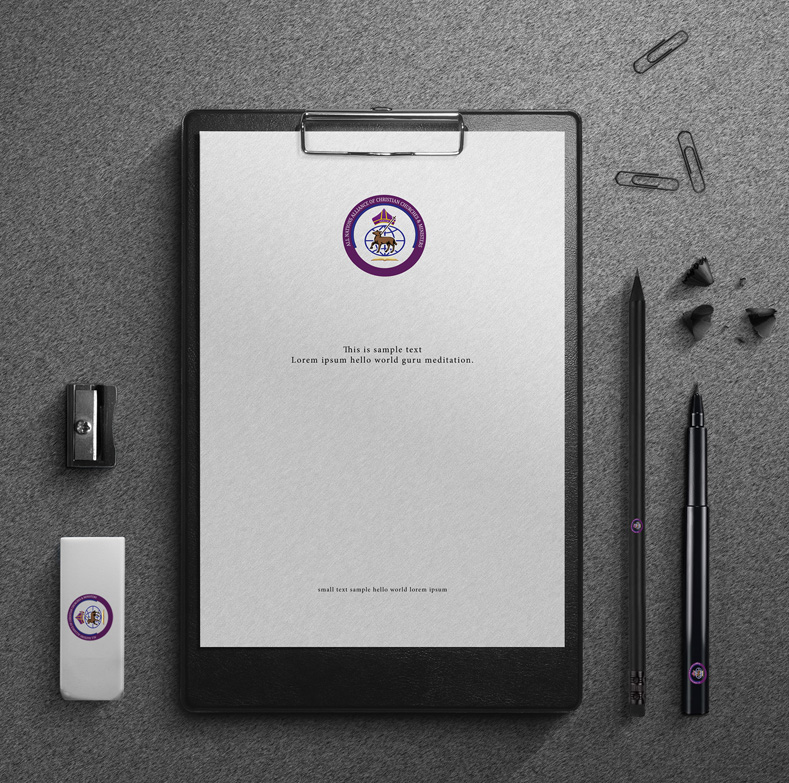 ALL NATIONS ALLIANCE OF CHRISTIAN CHURCHES & MINISTERS
This is sample text
Lorem ipsum hello world guru meditation.
small text sample hello world lorem ipsum